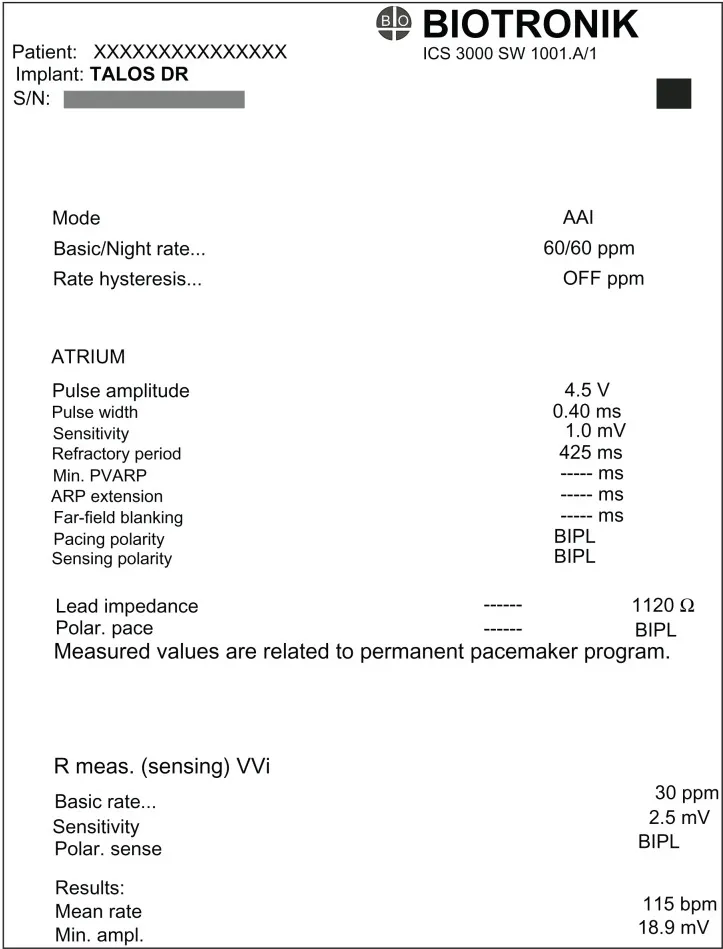 BIO BIOTRONIK
Patient: XXXXXXXXXXXXXXX ICS 3000 SW 1001.A/1
Implant: TALOS DR
S/N:
Mode AAI
Basic/Night rate... 60/60 ppm
Rate hysteresis... OFF ppm
ATRIUM
Pulse amplitude 4.5 V
Pulse width 0.40 ms
Sensitivity 1.0 mV
Refractory period 425 ms
Min. PVARP ----- ms
ARP extension ----- ms
Far-field blanking ----- ms
Pacing polarity BIPL
Sensing polarity BIPL
Lead impedance ------ 1120 Ω
Polar. pace ------ BIPL
Measured values are related to permanent pacemaker program.
R meas. (sensing) VVi
Basic rate... 30 ppm
Sensitivity 2.5 mV
Polar. sense BIPL
Results:
Mean rate 115 bpm
Min. ampl. 18.9 mV